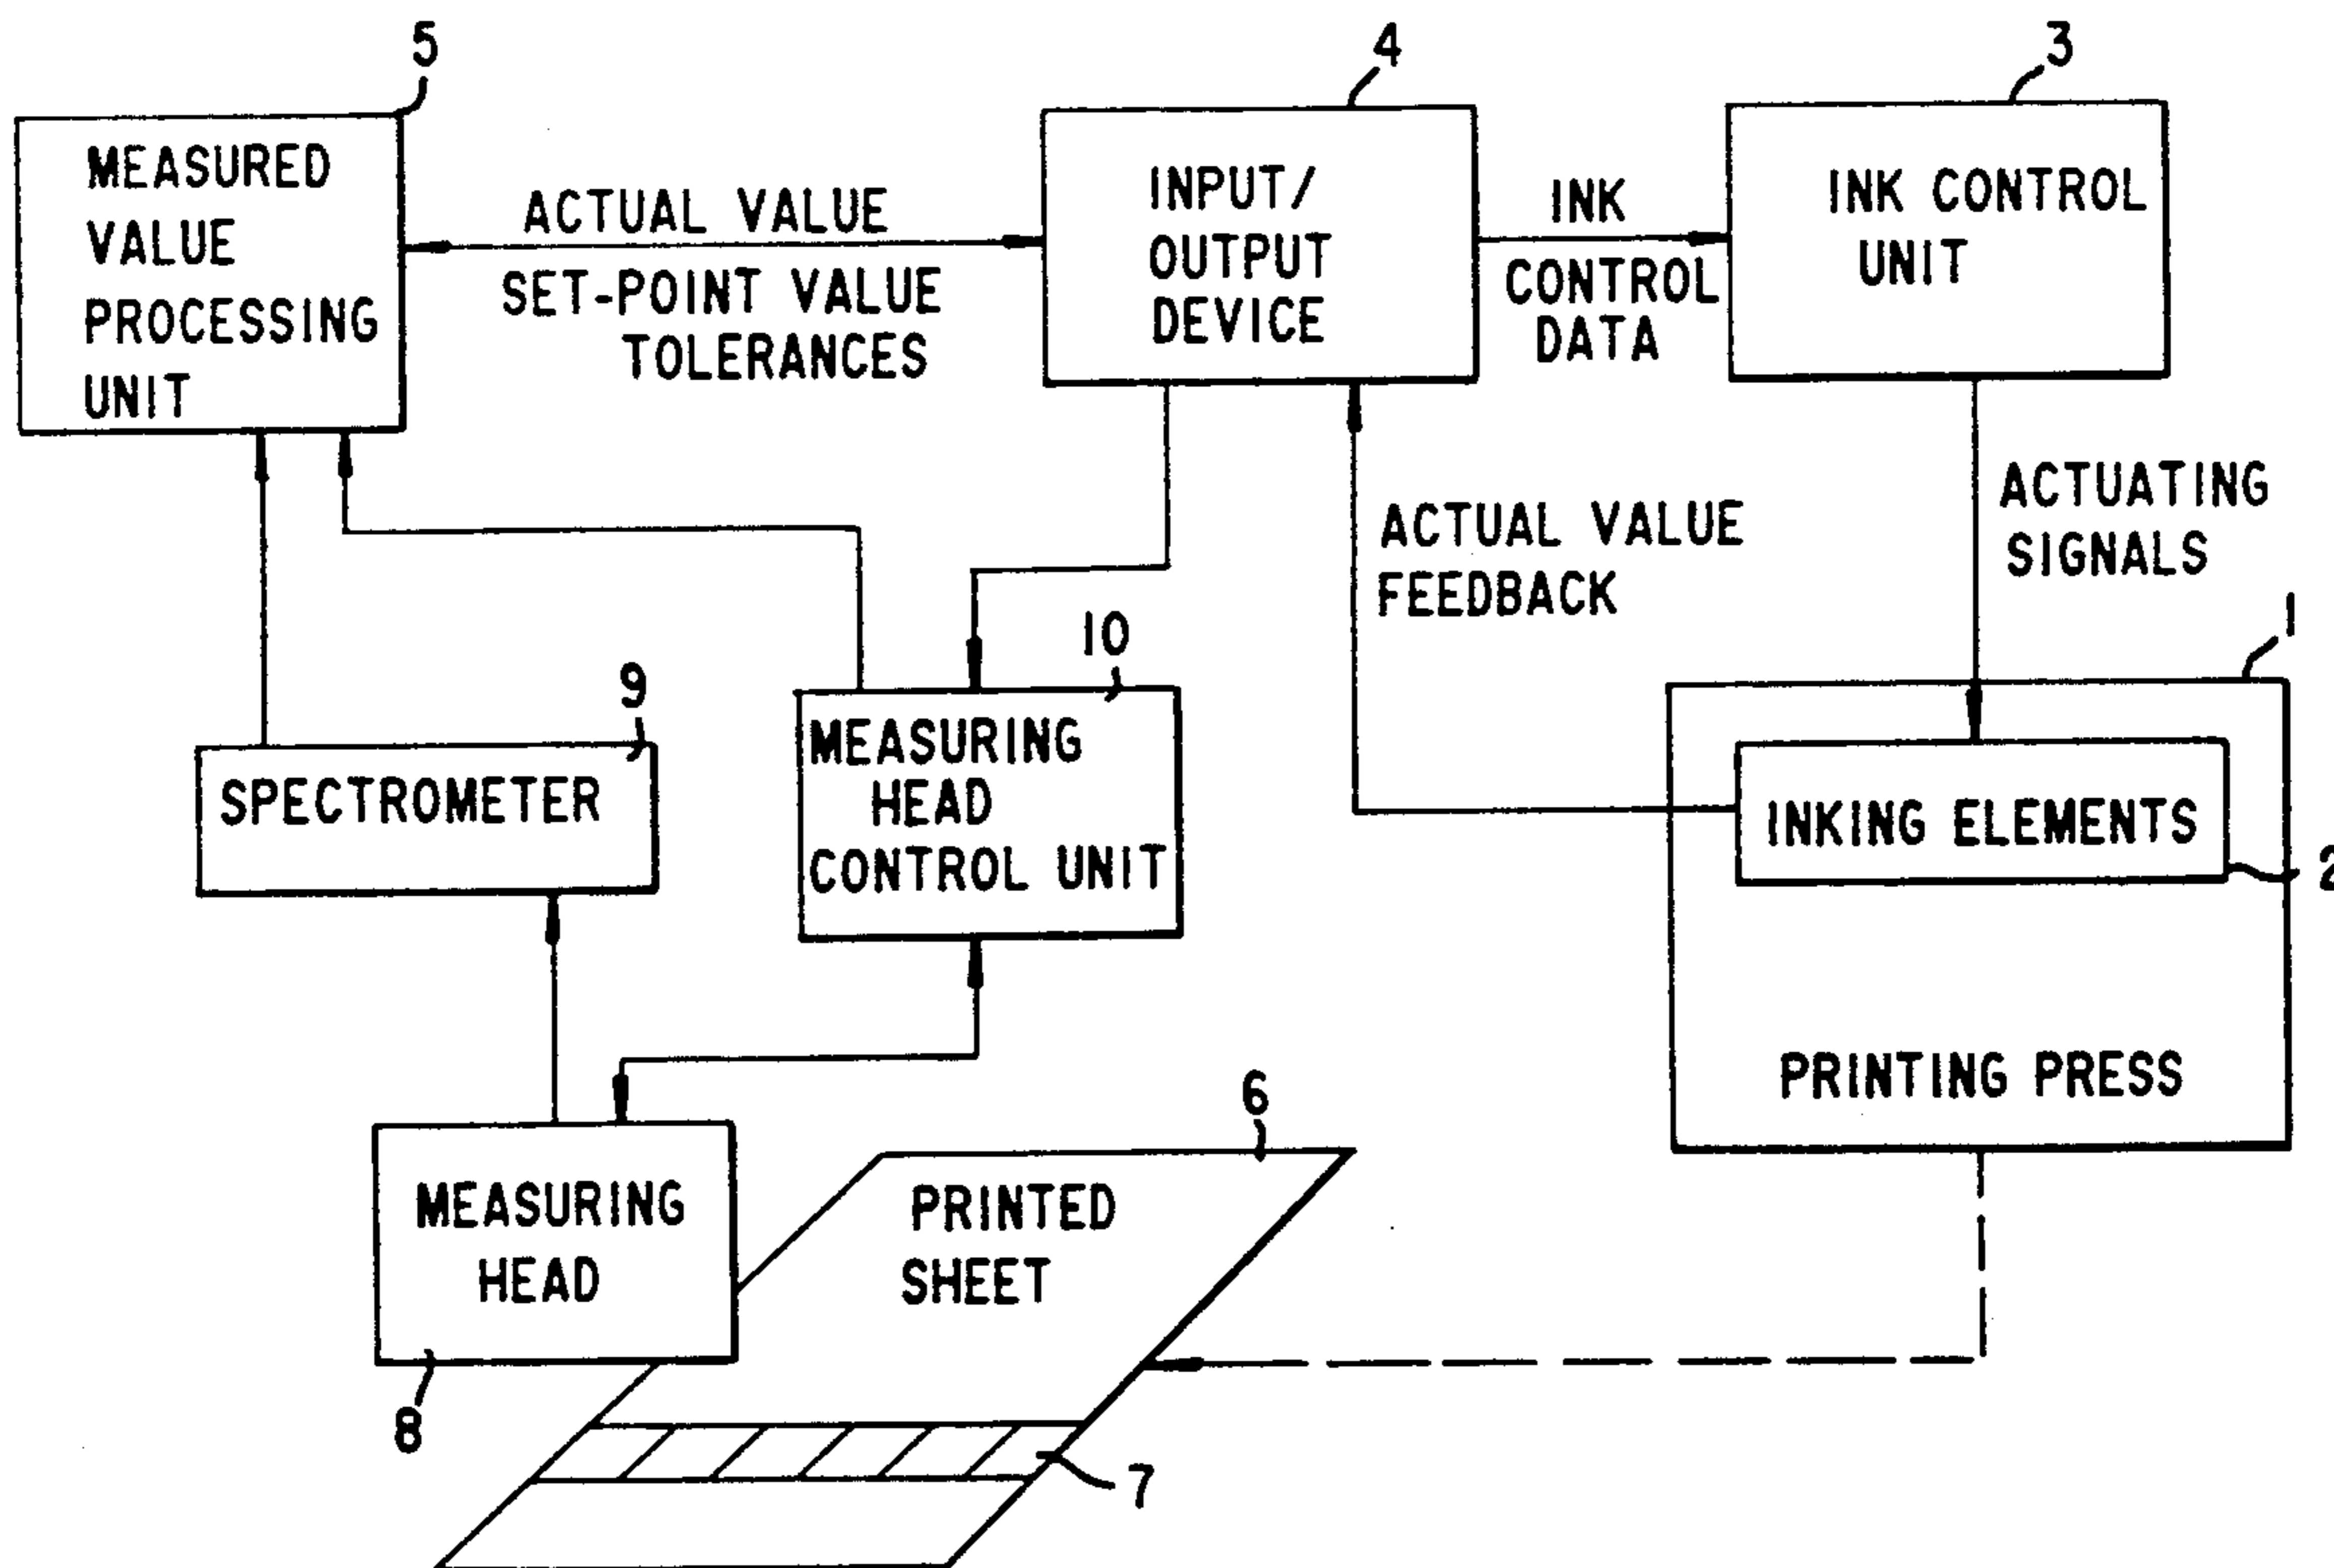 5
4
3
MEASURED
VALUE
PROCESSING
UNIT
ACTUAL VALUE
SET-POINT VALUE
TOLERANCES
INPUT/
OUTPUT
DEVICE
INK
CONTROL
DATA
INK CONTROL
UNIT
ACTUAL VALUE
FEEDBACK
ACTUATING
SIGNALS
1
10
9
SPECTROMETER
MEASURING
HEAD
CONTROL UNIT
INKING ELEMENTS
2
PRINTING PRESS
6
MEASURING
HEAD
PRINTED
SHEET
8
7